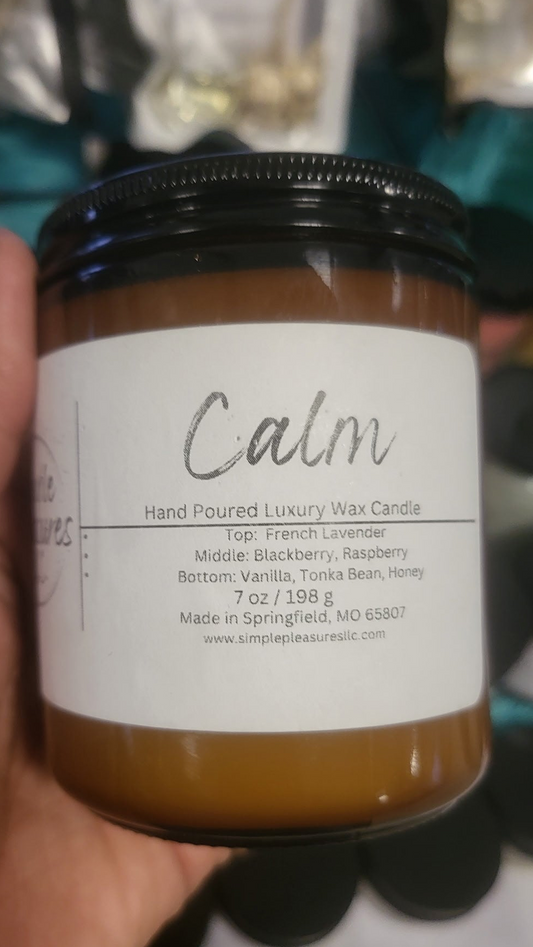 Calm
Hand Poured Luxury Wax Candle
Top: French Lavender
Middle: Blackberry, Raspberry
Bottom: Vanilla, Tonka Bean, Honey
7 oz / 198 g
Made in Springfield, MO 65807
www.simplepleasuresllc.com